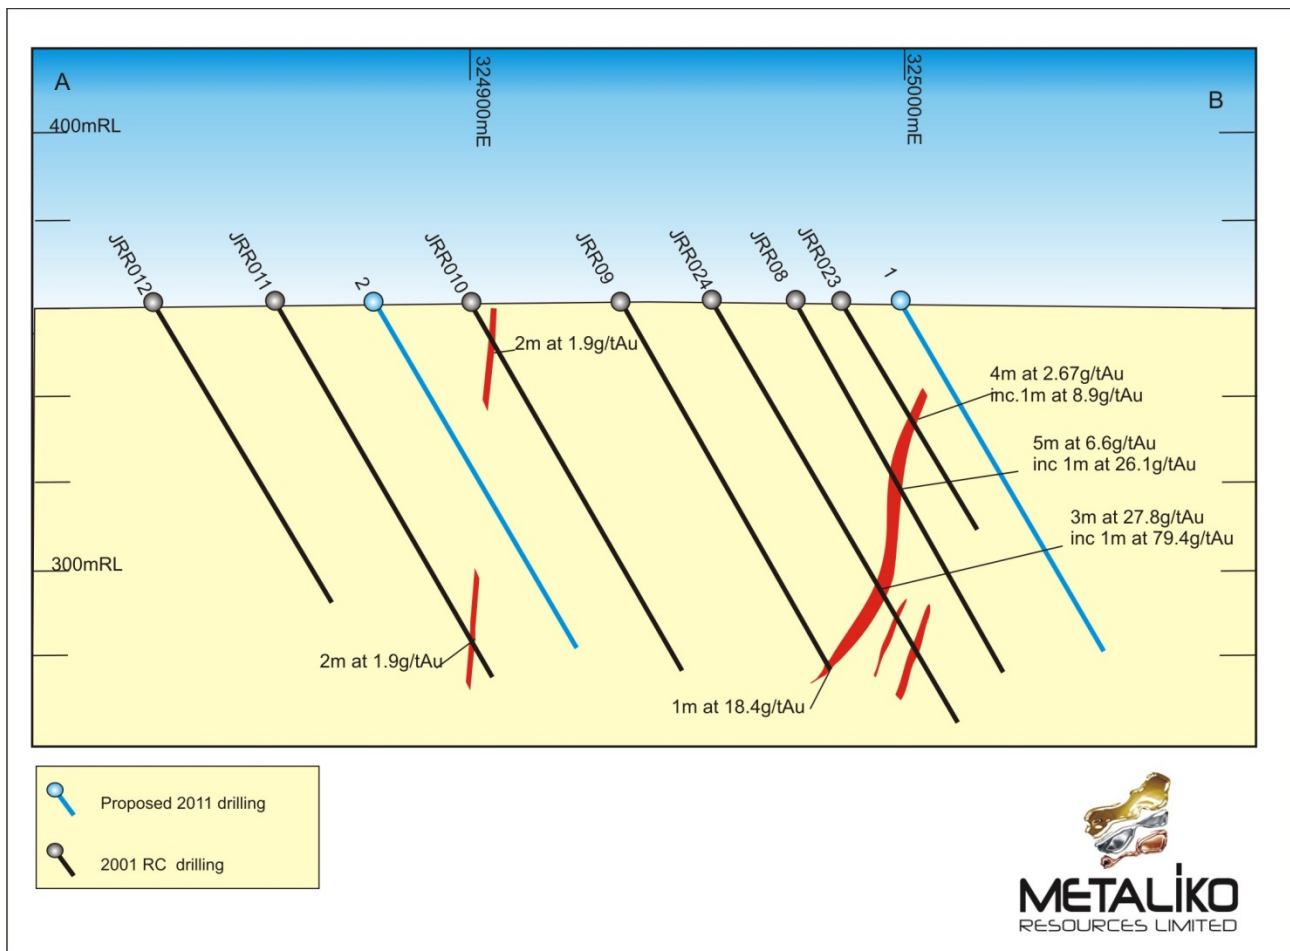 A
B
324900mE
325000mE
400mRL
JRR012
JRR011
2
JRR010
JRR09
JRR024
JRR08
JRR023
1
2m at 1.9g/tAu
4m at 2.67g/tAu
inc.1m at 8.9g/tAu
5m at 6.6g/tAu
inc 1m at 26.1g/tAu
3m at 27.8g/tAu
inc 1m at 79.4g/tAu
300mRL
2m at 1.9g/tAu
1m at 18.4g/tAu
Proposed 2011 drilling
2001 RC drilling
METALIKO
RESOURCES LIMITED